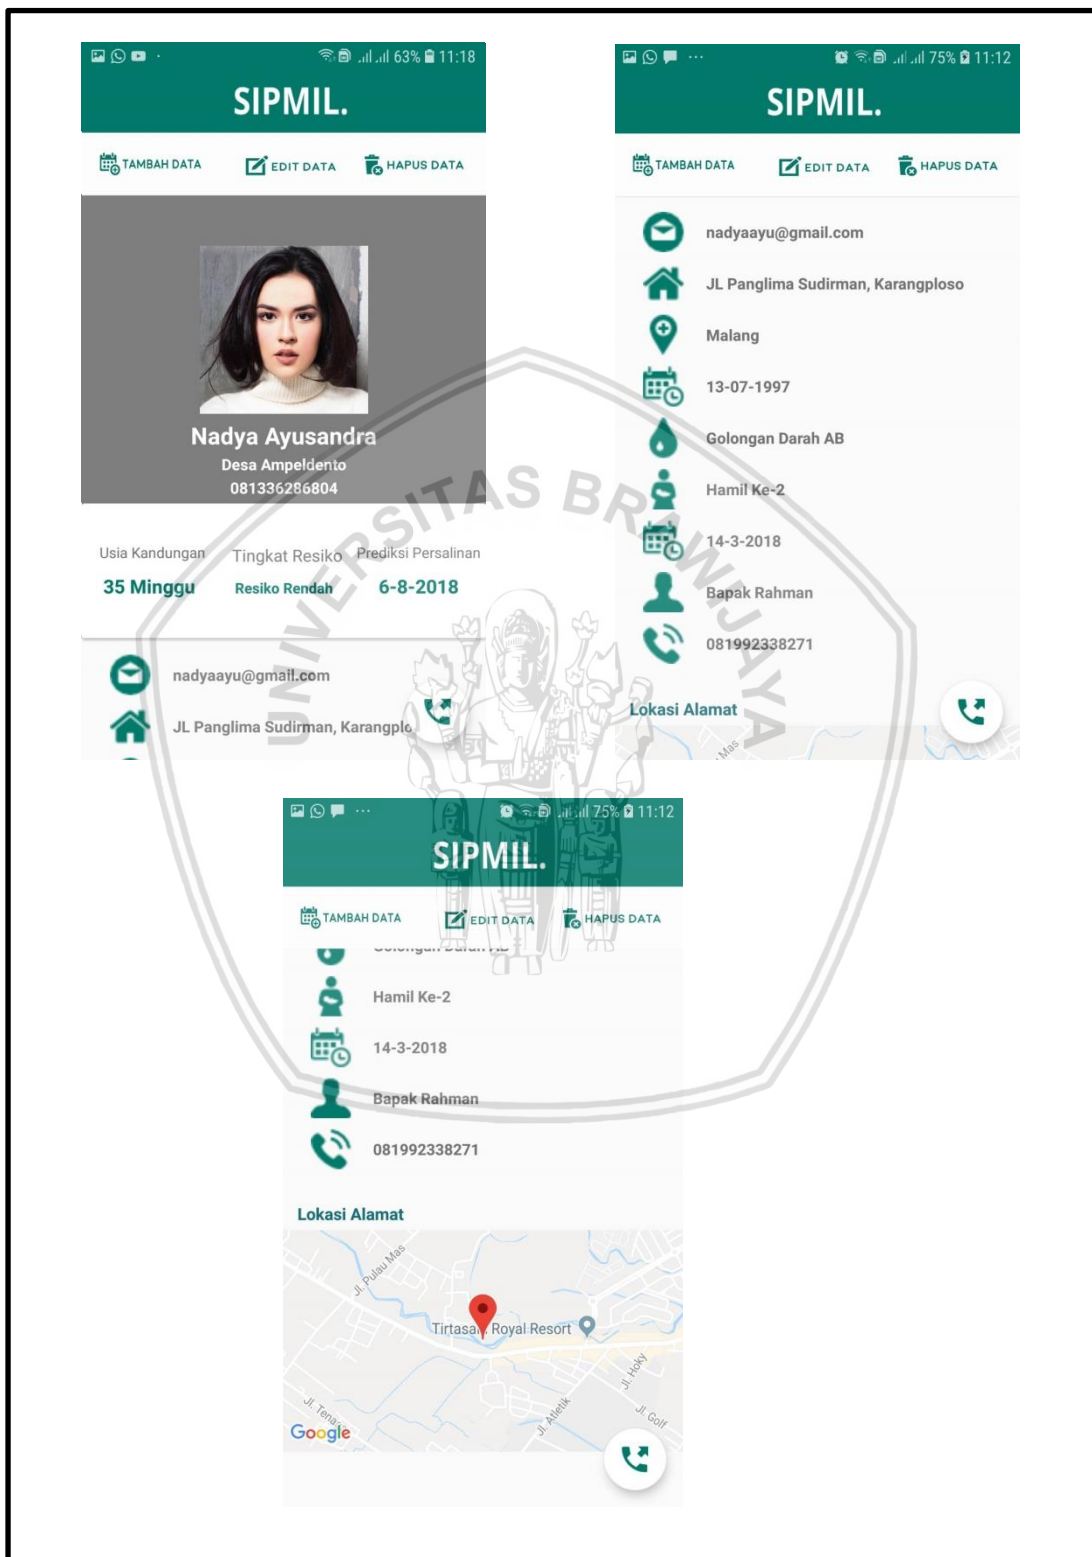 63% 11:18
SIPMIL.
TAMBAH DATA EDIT DATA HAPUS DATA
Nadya Ayusandra
Desa Ampeldento
081336286804
Usia Kandungan Tingkat Resiko Prediksi Persalinan
35 Minggu Resiko Rendah 6-8-2018
nadyaayu@gmail.com
JL Panglima Sudirman, Karangplo
75% 11:12
SIPMIL.
TAMBAH DATA EDIT DATA HAPUS DATA
nadyaayu@gmail.com
JL Panglima Sudirman, Karangploso
Malang
13-07-1997
Golongan Darah AB
Hamil Ke-2
14-3-2018
Bapak Rahman
081992338271
Lokasi Alamat
Mas
UNIVERSITAS BRAWIJAYA
75% 11:12
SIPMIL.
TAMBAH DATA EDIT DATA HAPUS DATA
Golongan Darah AB
Hamil Ke-2
14-3-2018
Bapak Rahman
081992338271
Lokasi Alamat
Jl. Pulau Mas
Royal Resort
Jl. Hoky
Jl. Atletik
Jl. Golf
Google